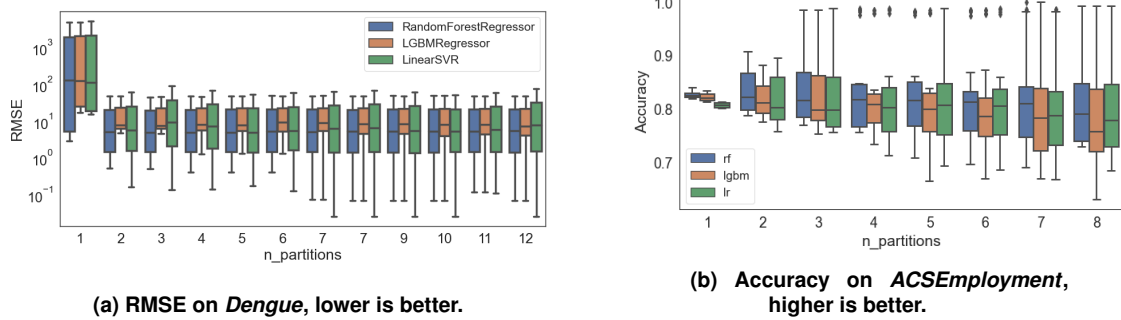 RMSE
10³
10²
10¹
10⁰
10⁻¹
RandomForestRegressor
LGBMRegressor
LinearSVR
1 2 3 4 5 6 7 7 9 10 11 12
n_partitions
(a) RMSE on Dengue, lower is better.
Accuracy
1.0
0.9
0.8
0.7
rf
lgbm
lr
1 2 3 4 5 6 7 8
n_partitions
(b) Accuracy on ACSEmployment,
higher is better.